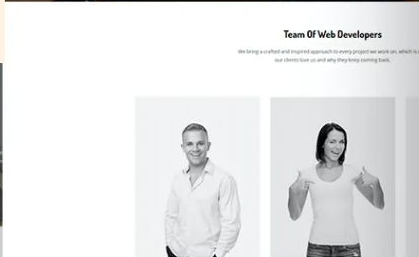 Team Of Web Developers
We bring a crafted and inspired approach to every project we work on, which is
our clients love us and why they keep coming back.